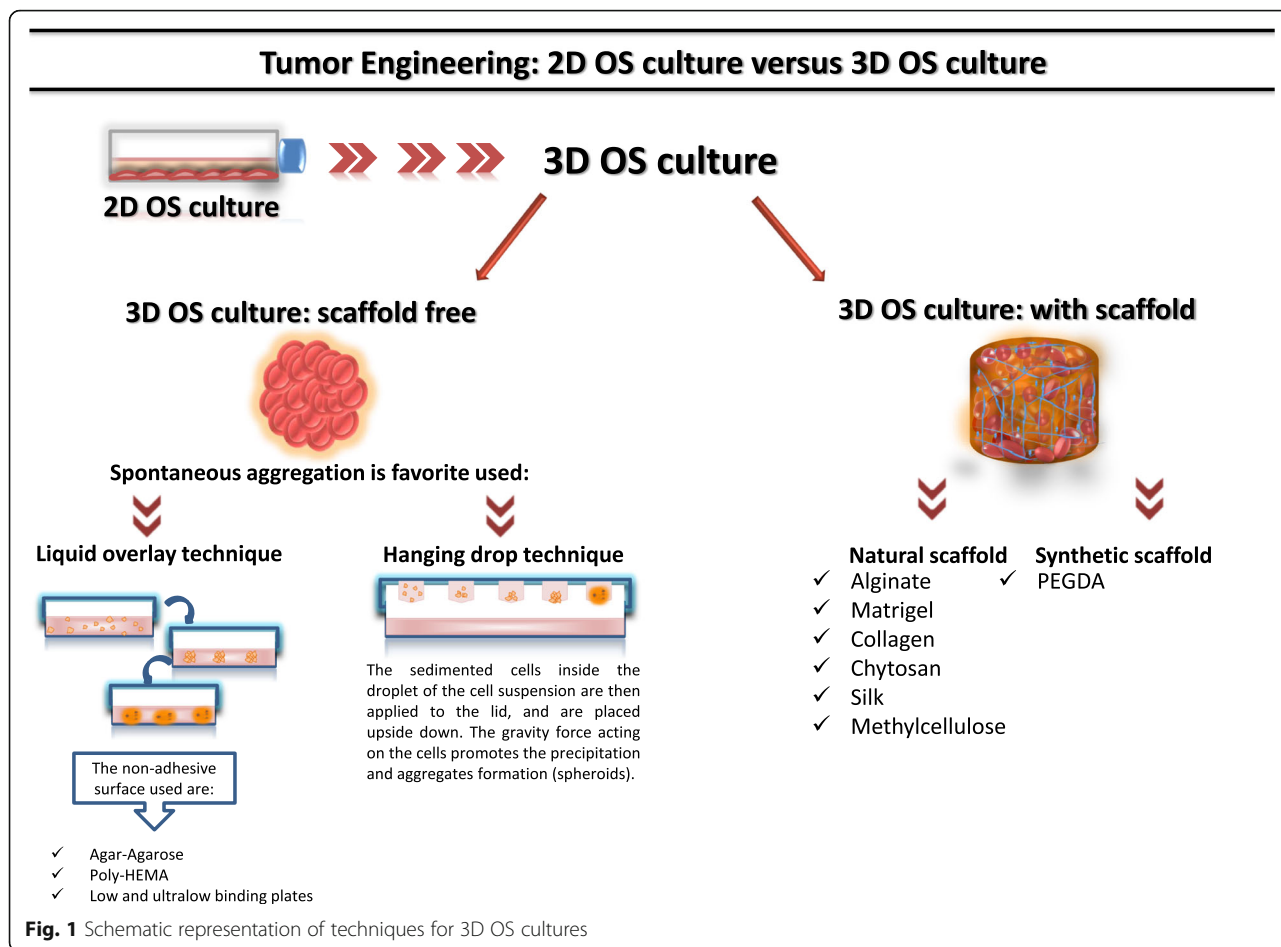 Tumor Engineering: 2D OS culture versus 3D OS culture
2D OS culture
3D OS culture
3D OS culture: scaffold free
Spontaneous aggregation is favorite used:
Liquid overlay technique
The non-adhesive
surface used are:
✓ Agar-Agarose
✓ Poly-HEMA
✓ Low and ultralow binding plates
Hanging drop technique
The sedimented cells inside the
droplet of the cell suspension are then
applied to the lid, and are placed
upside down. The gravity force acting
on the cells promotes the precipitation
and aggregates formation (spheroids).
3D OS culture: with scaffold
Natural scaffold
✓ Alginate
✓ Matrigel
✓ Collagen
✓ Chytosan
✓ Silk
✓ Methylcellulose
Synthetic scaffold
✓ PEGDA
Fig. 1 Schematic representation of techniques for 3D OS cultures